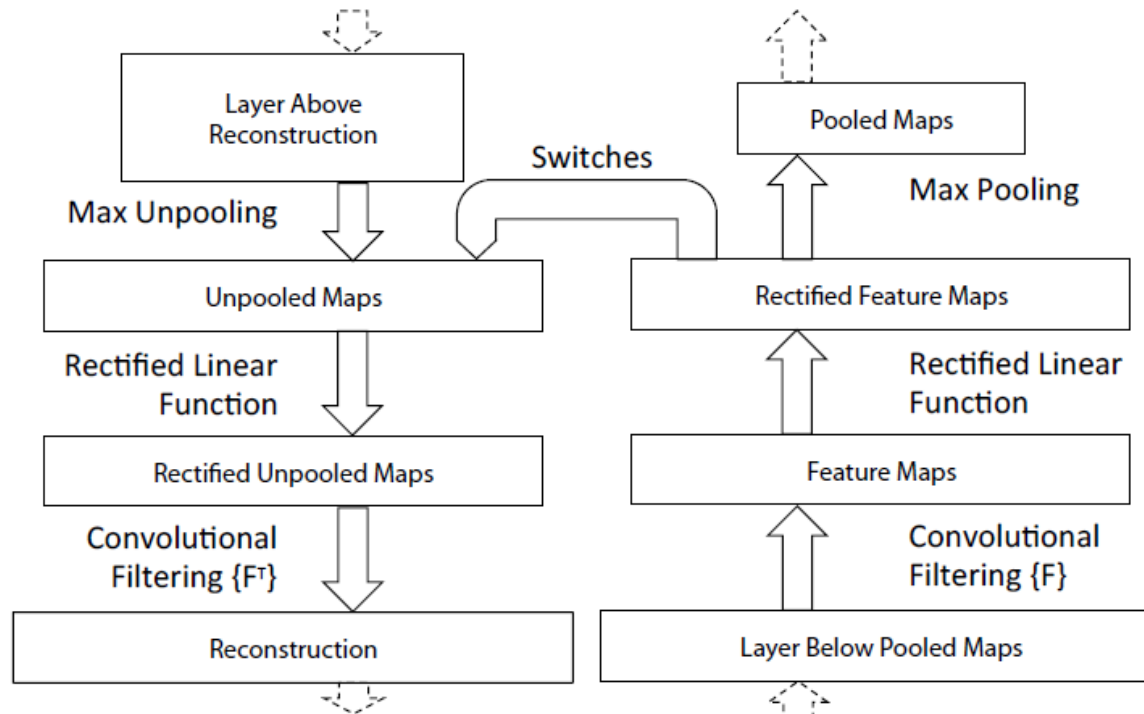 Layer Above
Reconstruction
Max Unpooling
Unpooled Maps
Rectified Linear
Function
Rectified Unpooled Maps
Convolutional
Filtering {Fᵀ}
Reconstruction
Switches
Pooled Maps
Max Pooling
Rectified Feature Maps
Rectified Linear
Function
Feature Maps
Convolutional
Filtering {F}
Layer Below Pooled Maps